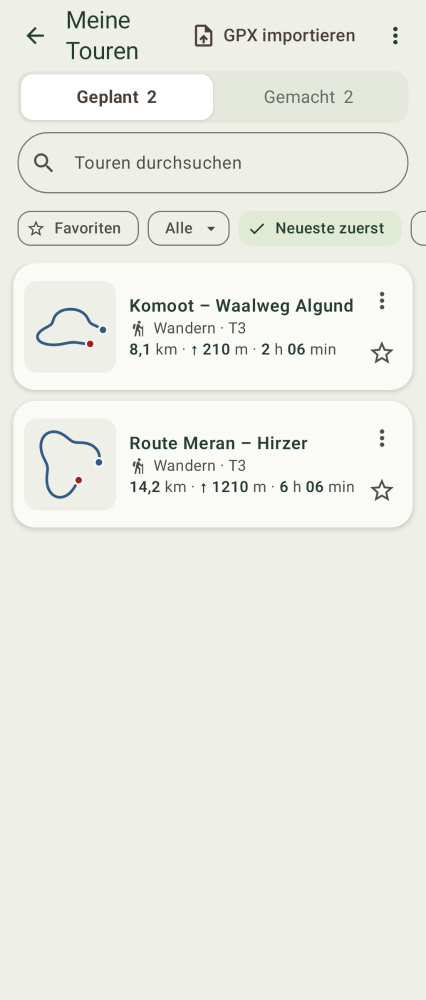 Meine
Touren
GPX importieren
Geplant 2
Gemacht 2
Touren durchsuchen
Favoriten
Alle
Neueste zuerst
Komoot – Waalweg Algund
Wandern · T3
8,1 km · ↑ 210 m · 2 h 06 min
Route Meran – Hirzer
Wandern · T3
14,2 km · ↑ 1210 m · 6 h 06 min